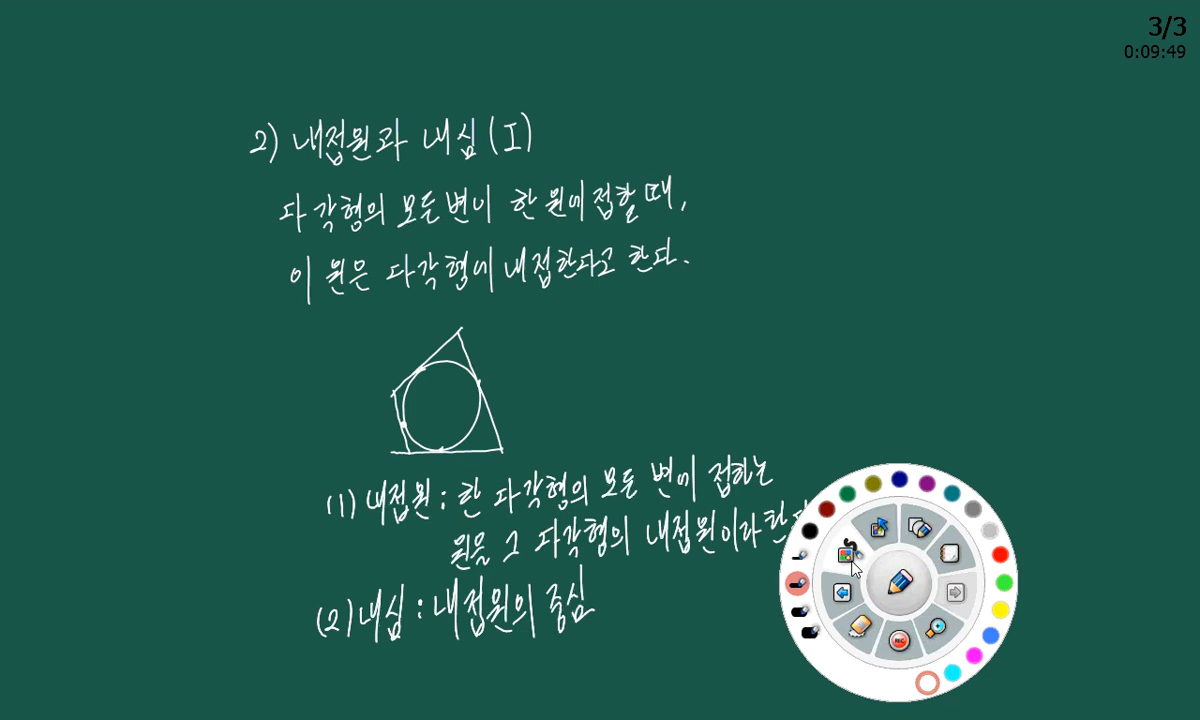 3/3
0:09:49
2) 내접원과 내심(I)
다각형의 모든변이 한 원에접할때,
이 원은 다각형에 내접한다고 한다.
(1) 내접원 : 한 다각형의 모든 변에 접하는
원을 그 다각형의 내접원이라한
(2) 내심 : 내접원의 중심
REC